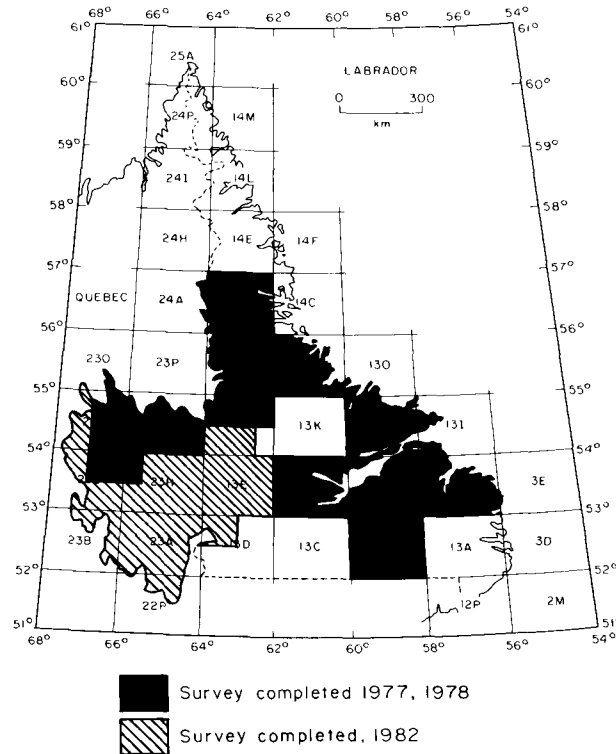 68° 66° 64° 62° 60° 58° 56° 54°
61° 61°
25A
LABRADOR
60° 60°
0 300
km
24P 14M
59° 59°
24I 14L
58° 58°
24H 14E 14F
57° 57°
QUEBEC 24A 14C
56° 56°
23O 23P 13O
55° 55°
13K 13I
54° 54°
23H 13E 3E
53° 53°
23B 23A 13D 13C 13A 3D
52° 52°
22P 12P 2M
51° 51°
68° 66° 64° 62° 60° 58° 56° 54°
Survey completed 1977, 1978
Survey completed, 1982